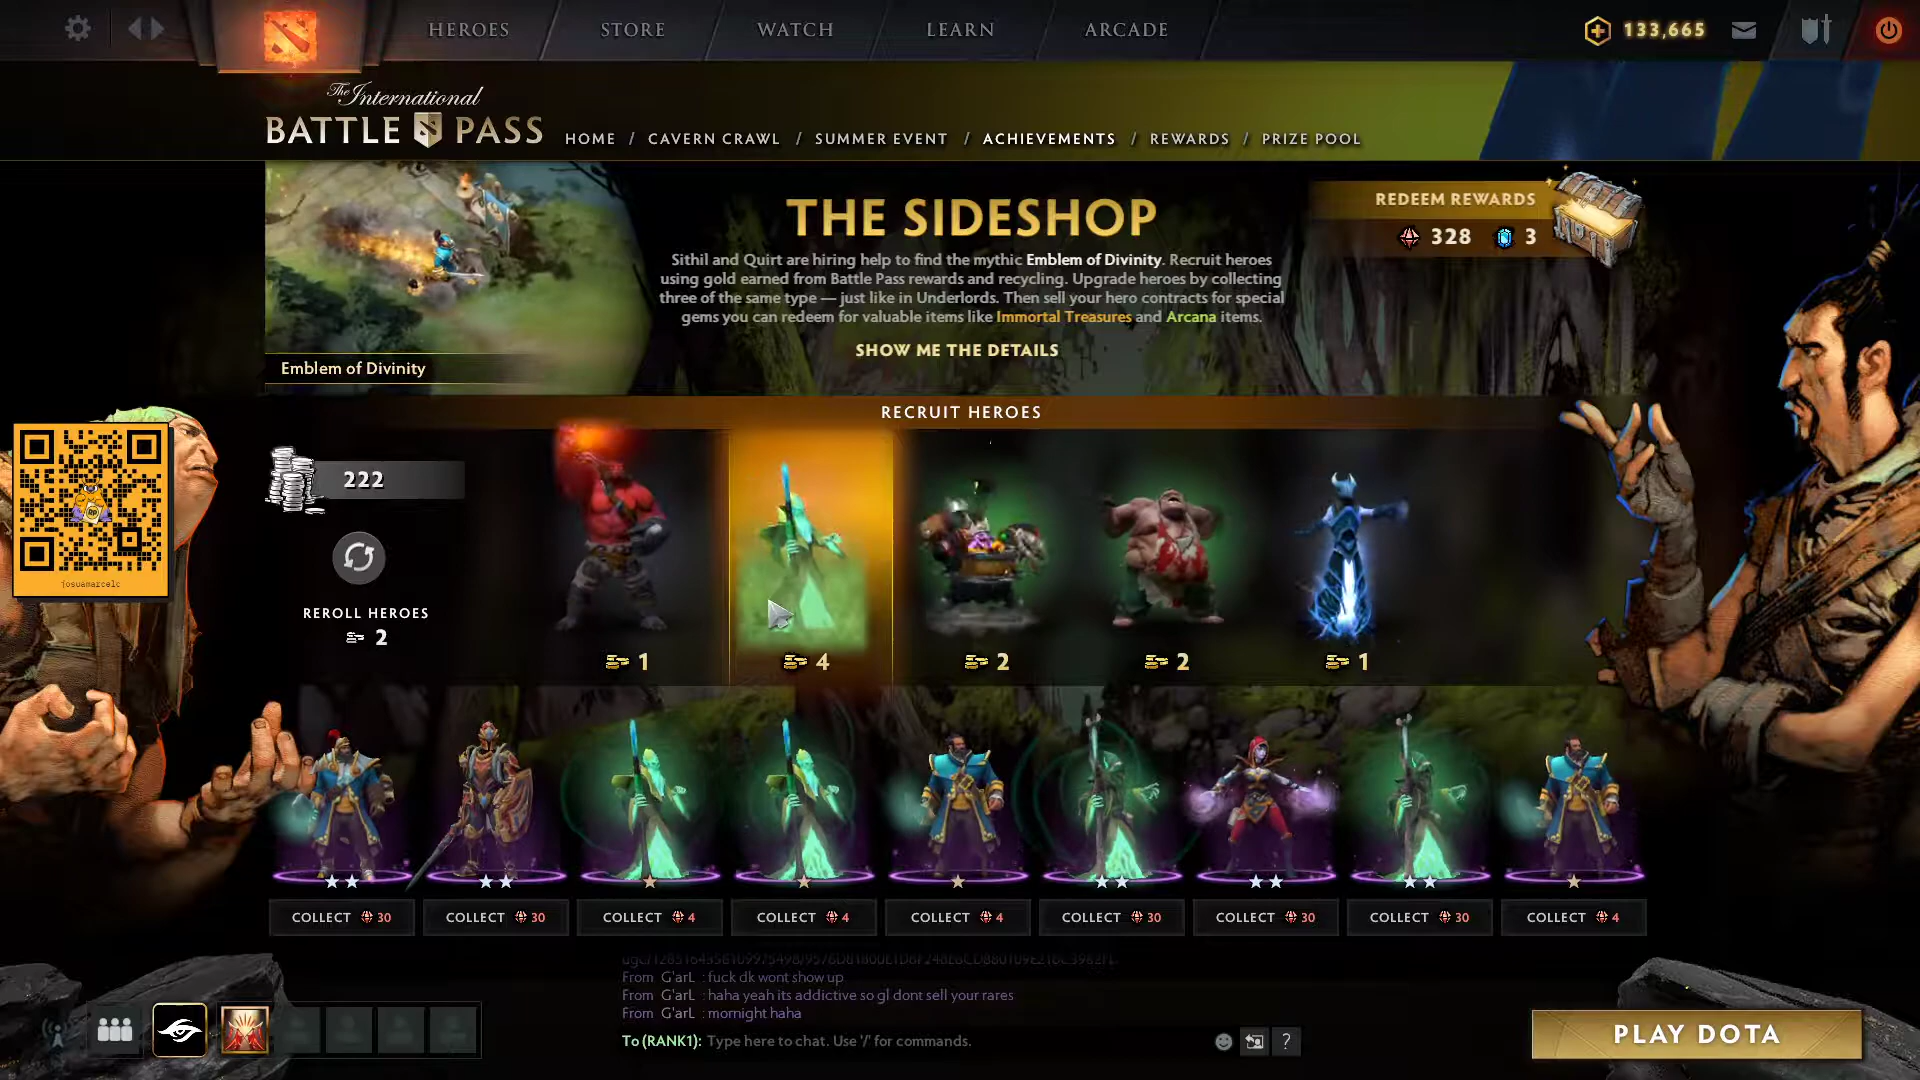 HEROES
STORE
WATCH
LEARN
ARCADE
133,665
The International
BATTLE PASS
HOME / CAVERN CRAWL / SUMMER EVENT / ACHIEVEMENTS / REWARDS / PRIZE POOL
THE SIDESHOP
Sithil and Quirt are hiring help to find the mythic Emblem of Divinity. Recruit heroes
using gold earned from Battle Pass rewards and recycling. Upgrade heroes by collecting
three of the same type — just like in Underlords. Then sell your hero contracts for special
gems you can redeem for valuable items like Immortal Treasures and Arcana items.
SHOW ME THE DETAILS
REDEEM REWARDS
328 3
Emblem of Divinity
RECRUIT HEROES
222
REROLL HEROES
2
1
4
2
2
1
RP
josuamarcelc
COLLECT 30
COLLECT 30
COLLECT 4
COLLECT 4
COLLECT 4
COLLECT 30
COLLECT 30
COLLECT 30
COLLECT 4
From G'arL : fuck dk wont show up
From G'arL : haha yeah its addictive so gl dont sell your rares
From G'arL : mornight haha
To (RANK1): Type here to chat. Use '/' for commands.
?
PLAY DOTA